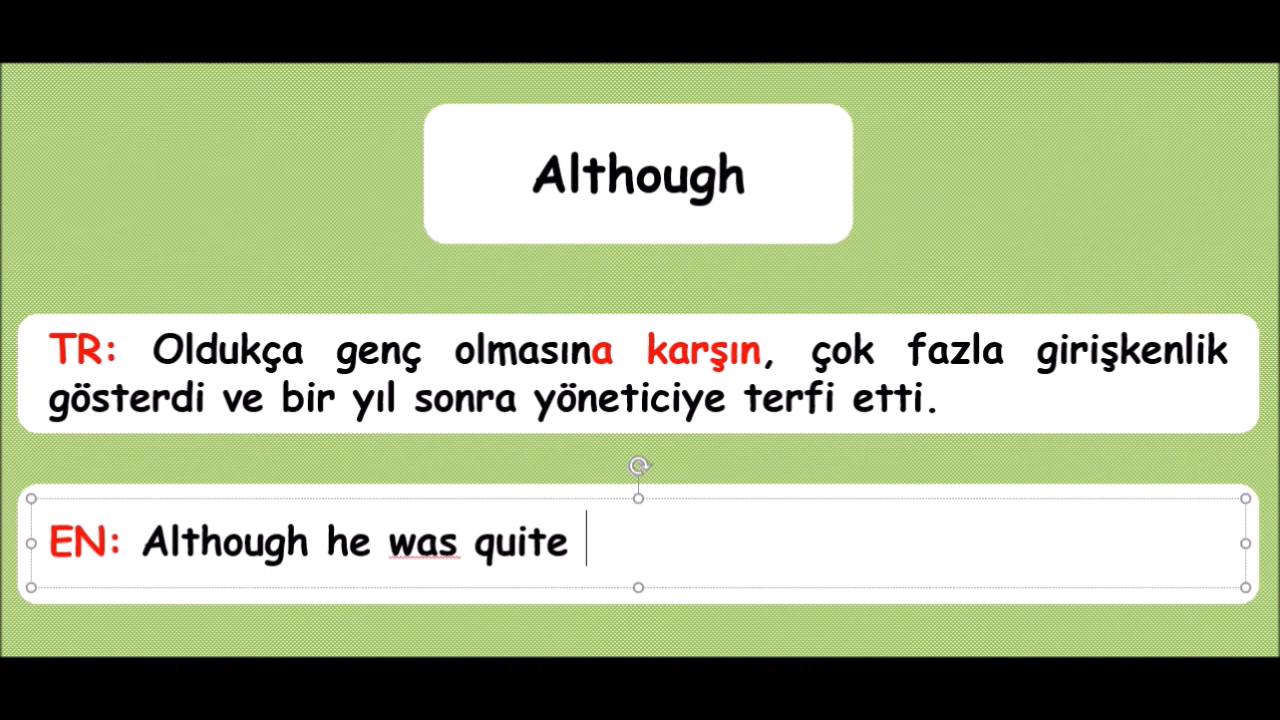 Although
TR: Oldukça genç olmasına karşın, çok fazla girişkenlik
gösterdi ve bir yıl sonra yöneticiye terfi etti.
EN: Although he was quite